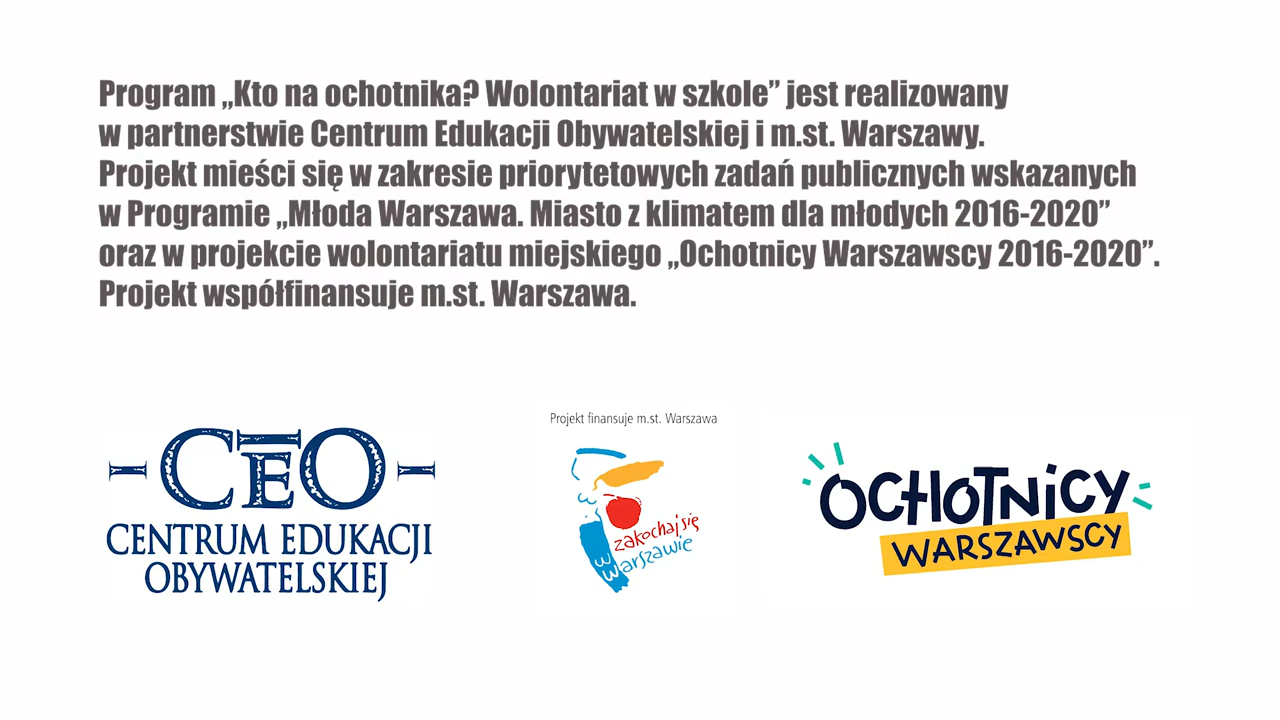 Program „Kto na ochotnika? Wolontariat w szkole” jest realizowany
w partnerstwie Centrum Edukacji Obywatelskiej i m.st. Warszawy.
Projekt mieści się w zakresie priorytetowych zadań publicznych wskazanych
w Programie „Młoda Warszawa. Miasto z klimatem dla młodych 2016-2020”
oraz w projekcie wolontariatu miejskiego „Ochotnicy Warszawscy 2016-2020”.
Projekt współfinansuje m.st. Warszawa.
CEO
CENTRUM EDUKACJI
OBYWATELSKIEJ
Projekt finansuje m.st. Warszawa
zakochaj się
w warszawie
OCHOTNICY
WARSZAWSCY